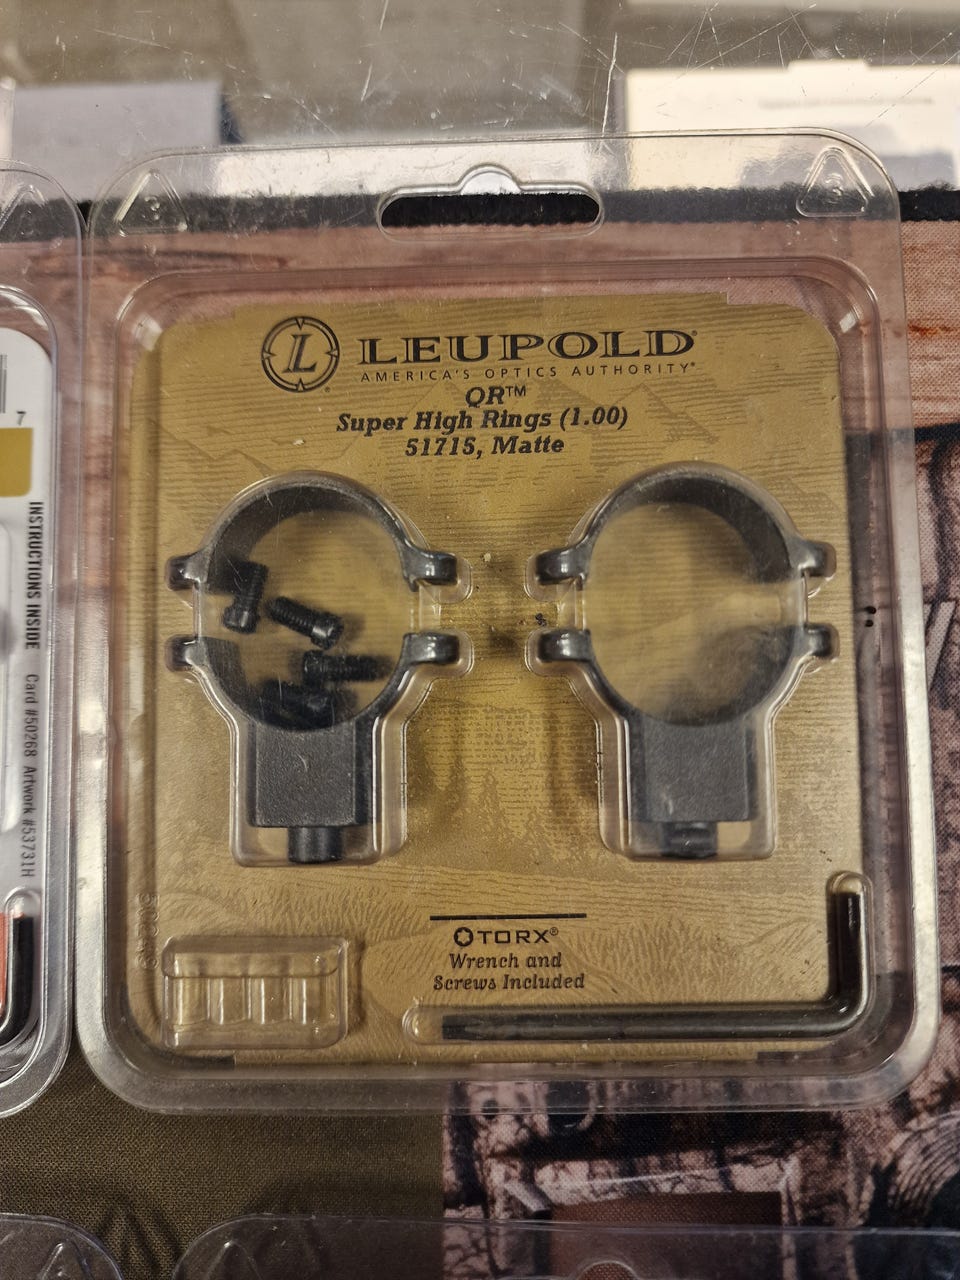 L
LEUPOLD®
AMERICA'S OPTICS AUTHORITY®
QR™
Super High Rings (1.00)
51715, Matte
TORX®
Wrench and
Screws Included
7
INSTRUCTIONS INSIDE Card #50268 Artwork #53731H